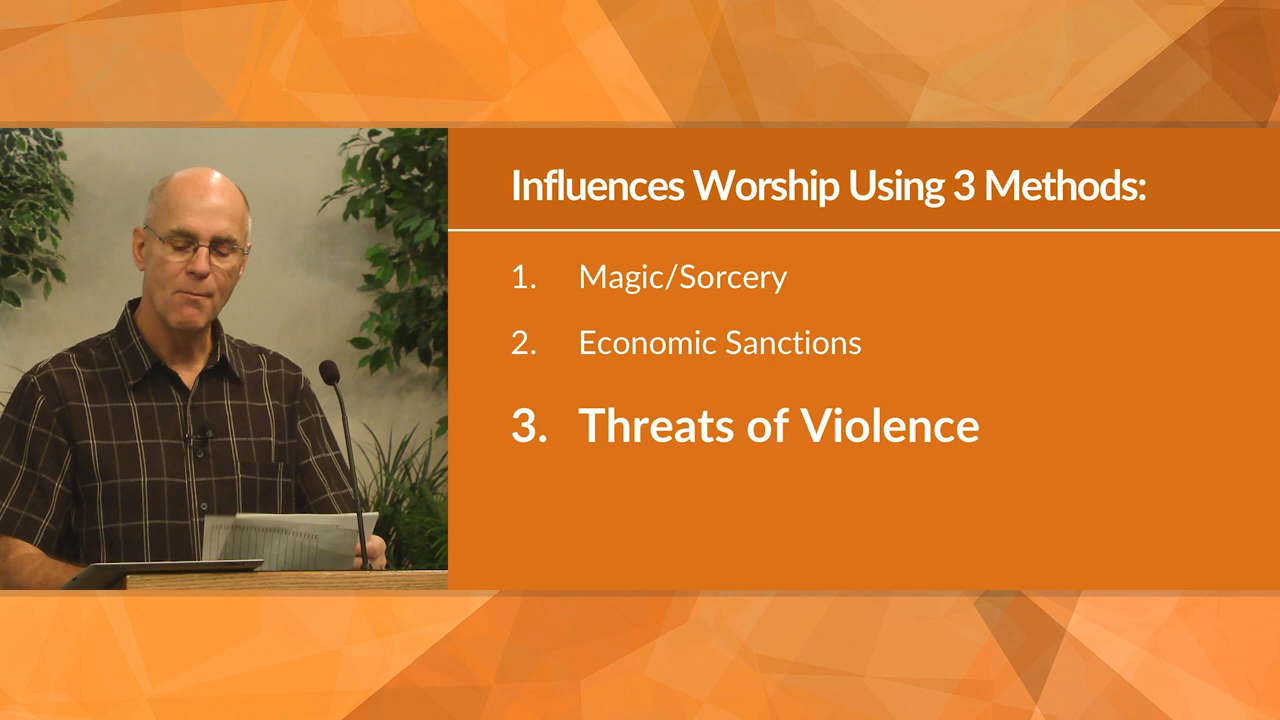 Influences Worship Using 3 Methods:
1. Magic/Sorcery
2. Economic Sanctions
3. Threats of Violence